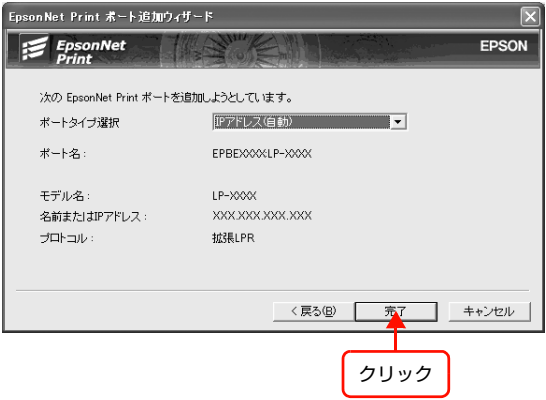 EpsonNet Print ポート追加ウィザード
EpsonNet
Print
EPSON
次の EpsonNet Print ポートを追加しようとしています。
ポートタイプ選択 IPアドレス(自動)
ポート名： EPBEXXXX:LP-XXXX
モデル名： LP-XXXX
名前またはIPアドレス： XXX.XXX.XXX.XXX
プロトコル： 拡張LPR
< 戻る(B) 完了 キャンセル
クリック